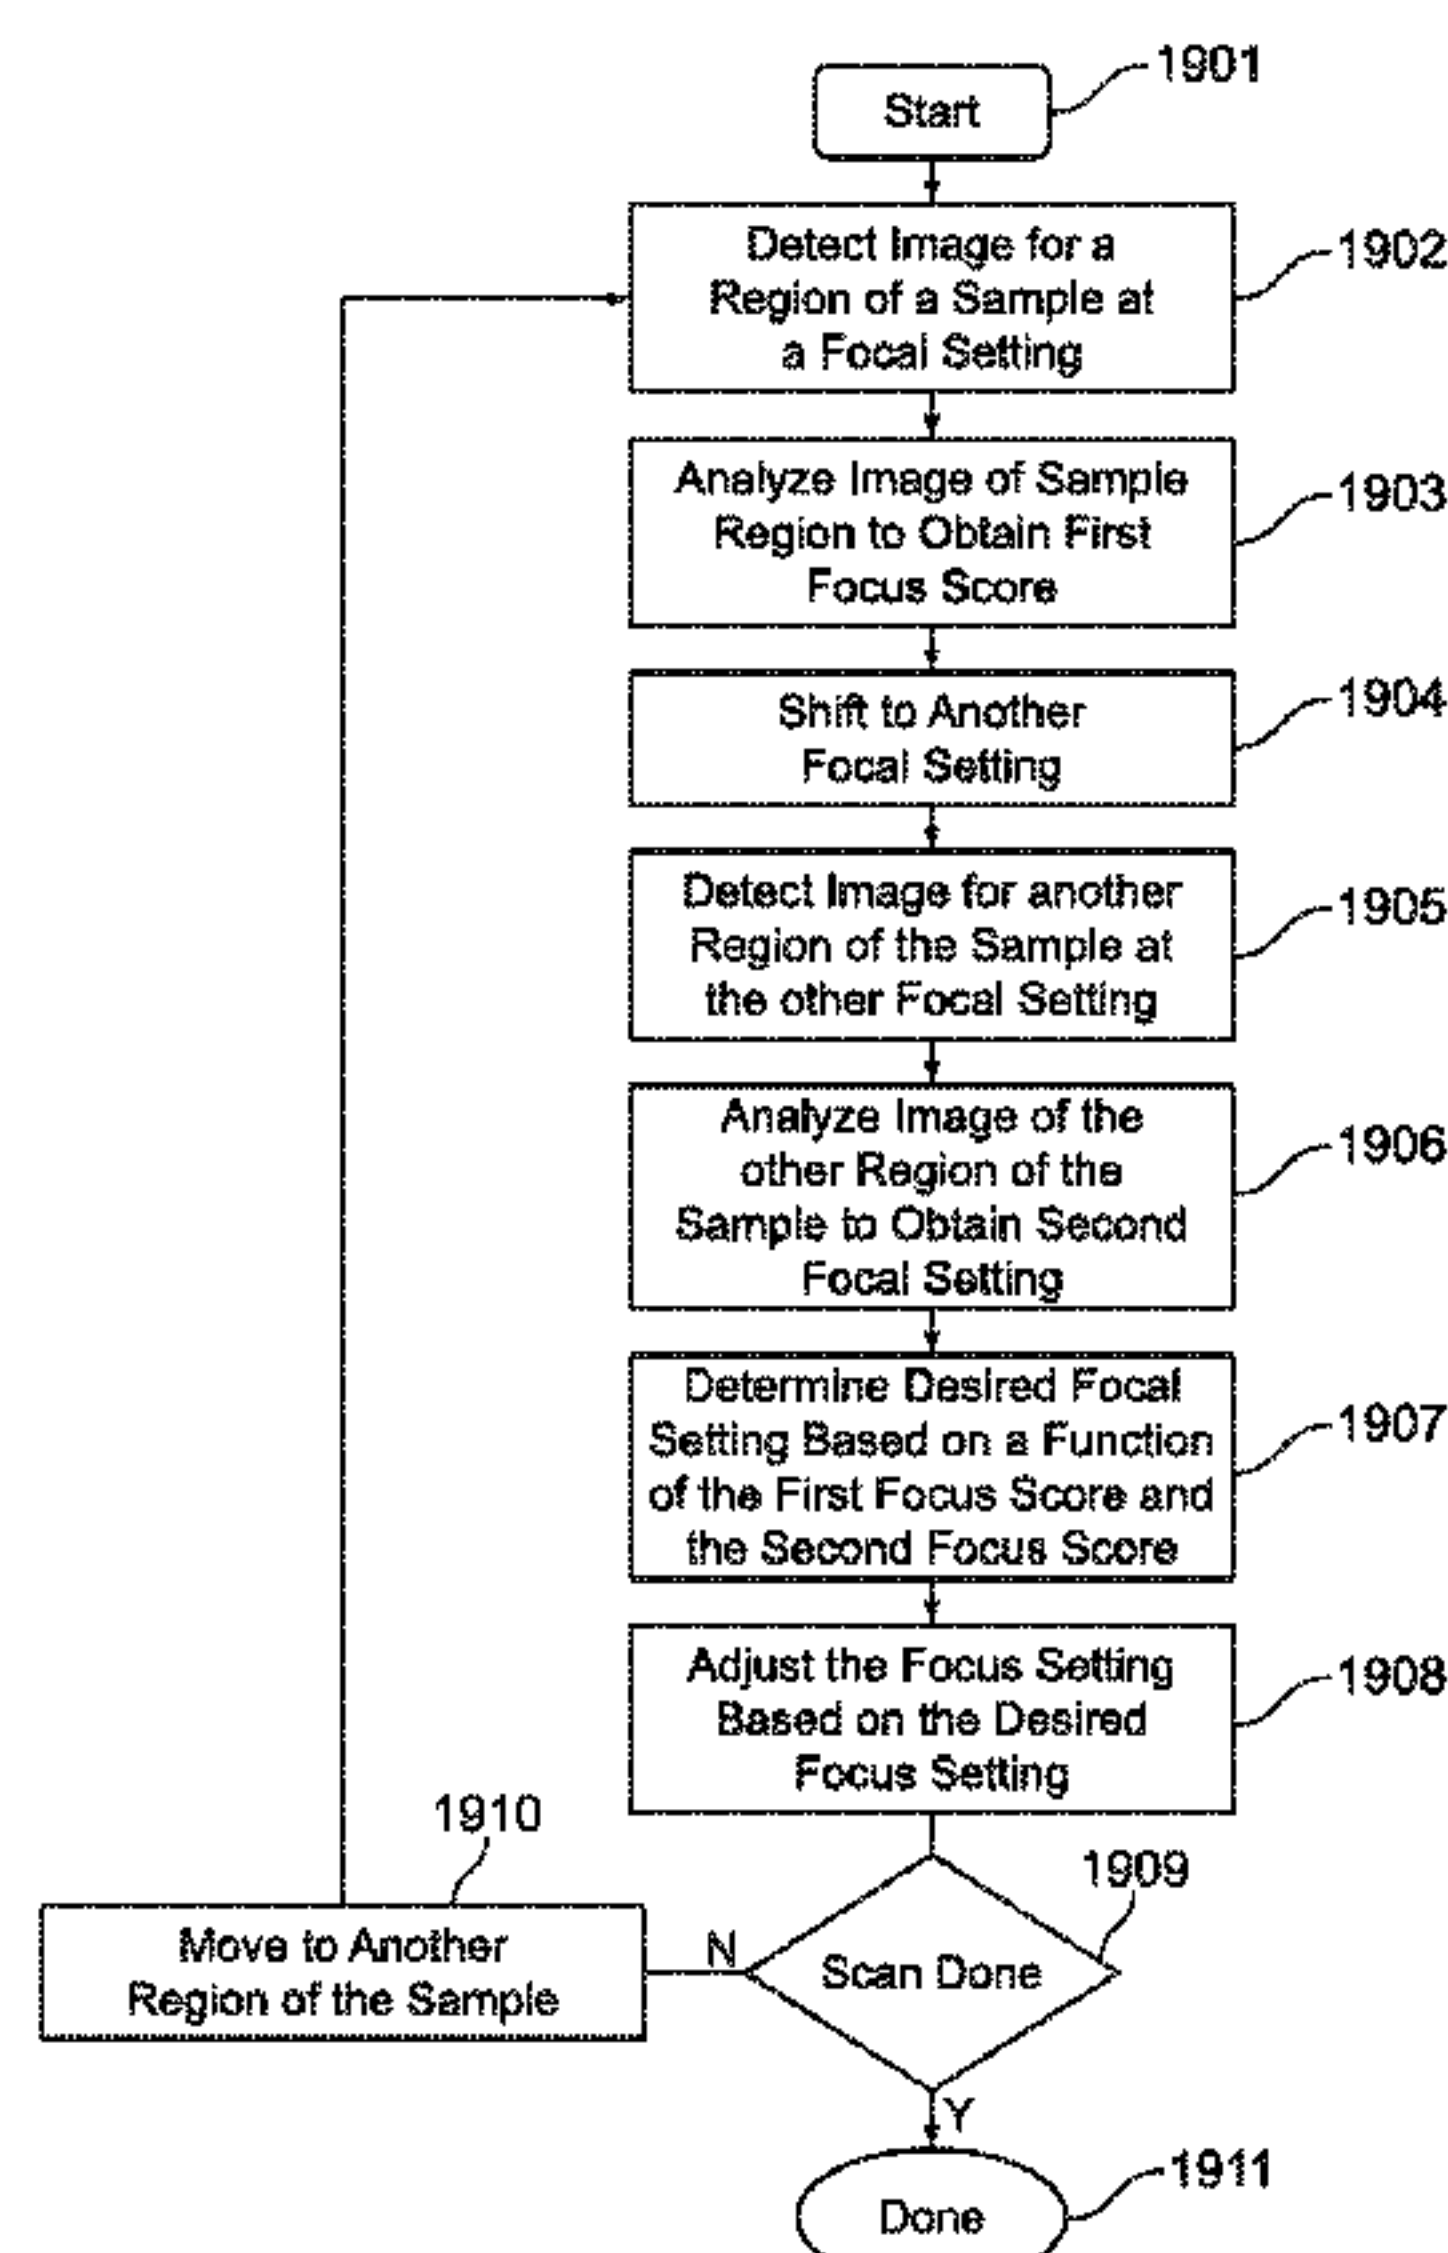 1901
Start
Detect Image for a
Region of a Sample at
a Focal Setting
1902
Analyze Image of Sample
Region to Obtain First
Focus Score
1903
Shift to Another
Focal Setting
1904
Detect Image for another
Region of the Sample at
the other Focal Setting
1905
Analyze Image of the
other Region of the
Sample to Obtain Second
Focal Setting
1906
Determine Desired Focal
Setting Based on a Function
of the First Focus Score and
the Second Focus Score
1907
Adjust the Focus Setting
Based on the Desired
Focus Setting
1908
1910
Move to Another
Region of the Sample
N
1909
Scan Done
Y
1911
Done